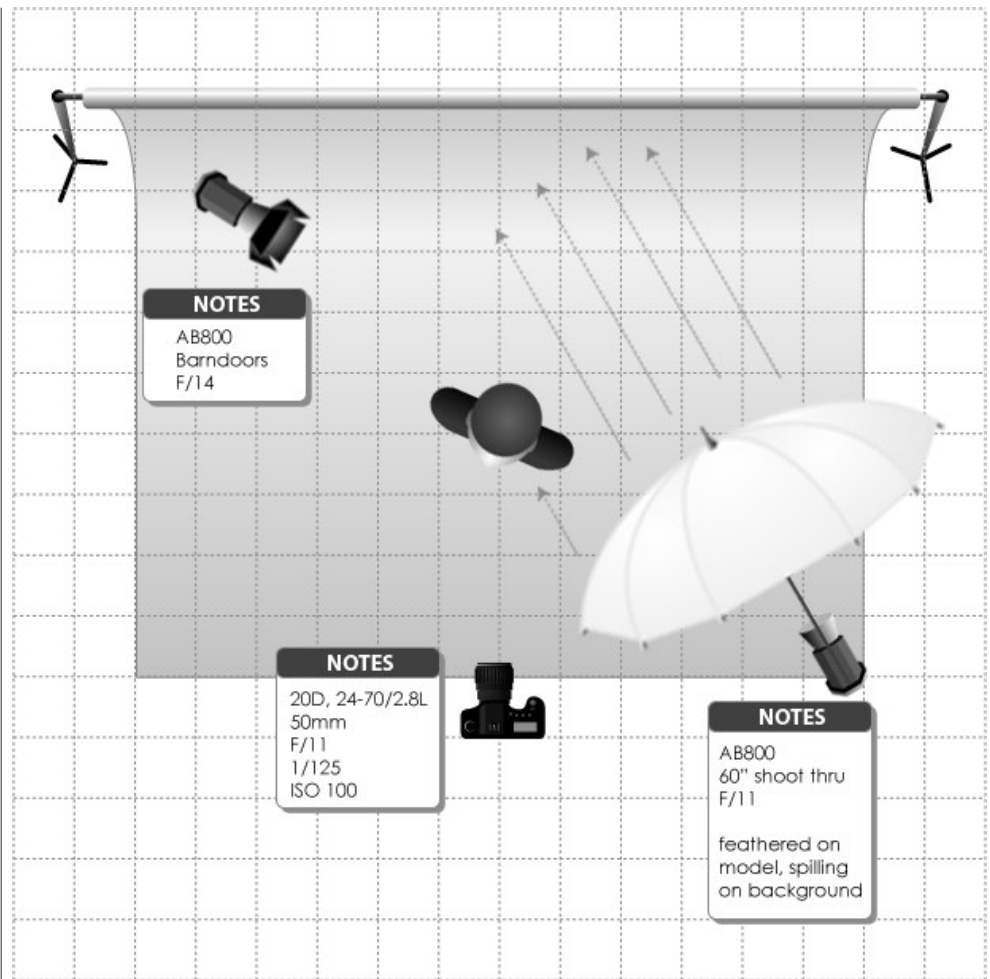 NOTES
AB800
Barndoors
F/14
NOTES
20D, 24-70/2.8L
50mm
F/11
1/125
ISO 100
NOTES
AB800
60" shoot thru
F/11
feathered on
model, spilling
on background